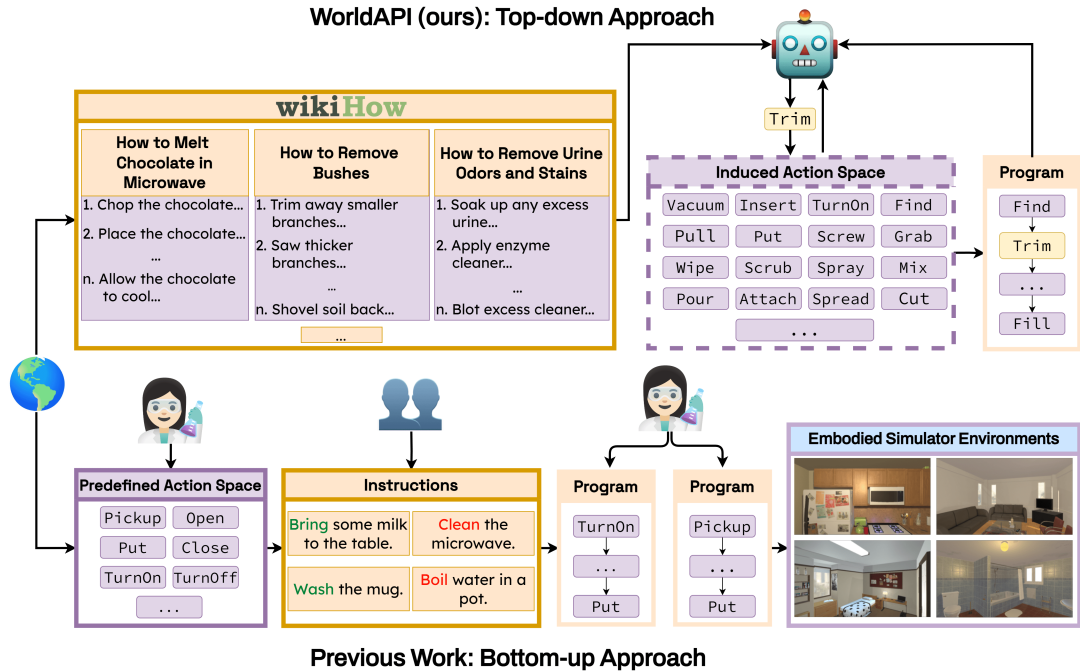 WorldAPI (ours): Top-down Approach
wikiHow
How to Melt
Chocolate in
Microwave
1. Chop the chocolate...
2. Place the chocolate...
...
n. Allow the chocolate
to cool...
How to Remove
Bushes
1. Trim away smaller
branches...
2. Saw thicker
branches...
...
n. Shovel soil back...
How to Remove Urine
Odors and Stains
1. Soak up any excess
urine...
2. Apply enzyme
cleaner...
...
n. Blot excess cleaner...
...
Trim
Induced Action Space
Vacuum Insert TurnOn Find
Pull Put Screw Grab
Wipe Scrub Spray Mix
Pour Attach Spread Cut
...
Program
Find
Trim
...
Fill
Predefined Action Space
Pickup Open
Put Close
TurnOn TurnOff
...
Instructions
Bring some milk
to the table.
Clean the
microwave.
Wash the mug.
Boil water in a
pot.
Program
TurnOn
...
Put
Program
Pickup
...
Put
Embodied Simulator Environments
Previous Work: Bottom-up Approach